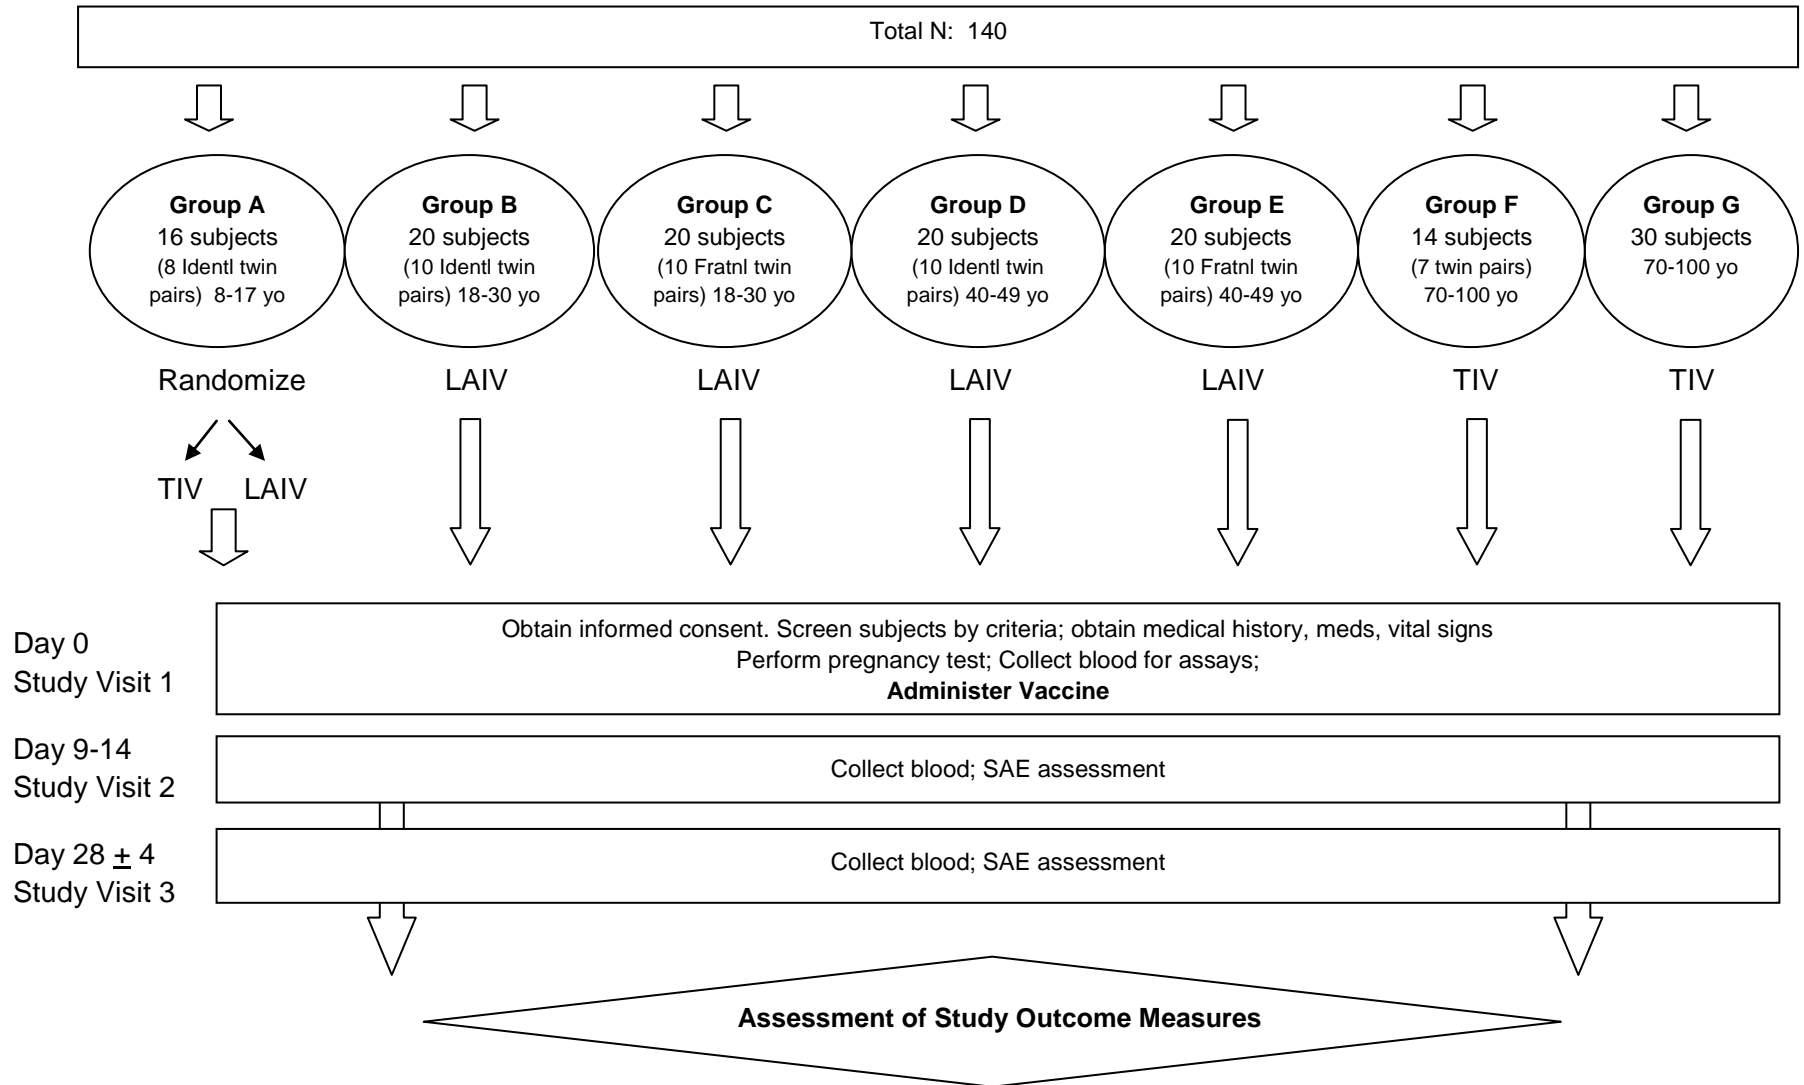 Total N:  140
Group A
16 subjects
(8 Identl twin
pairs)  8-17 yo
Group B
20 subjects
(10 Identl twin
pairs) 18-30 yo
Group C
20 subjects
(10 Fratnl twin
pairs) 18-30 yo
Group D
20 subjects
(10 Identl twin
pairs) 40-49 yo
Group E
20 subjects
(10 Fratnl twin
pairs) 40-49 yo
Group F
14 subjects
(7 twin pairs)
70-100 yo
Group G
30 subjects
70-100 yo
Randomize
LAIV
LAIV
LAIV
LAIV
TIV
TIV
TIV
LAIV
Day 0
Study Visit 1
Obtain informed consent. Screen subjects by criteria; obtain medical history, meds, vital signs
Perform pregnancy test; Collect blood for assays;
Administer Vaccine
Day 9-14
Study Visit 2
Collect blood; SAE assessment
Day 28 ± 4
Study Visit 3
Collect blood; SAE assessment
Assessment of Study Outcome Measures